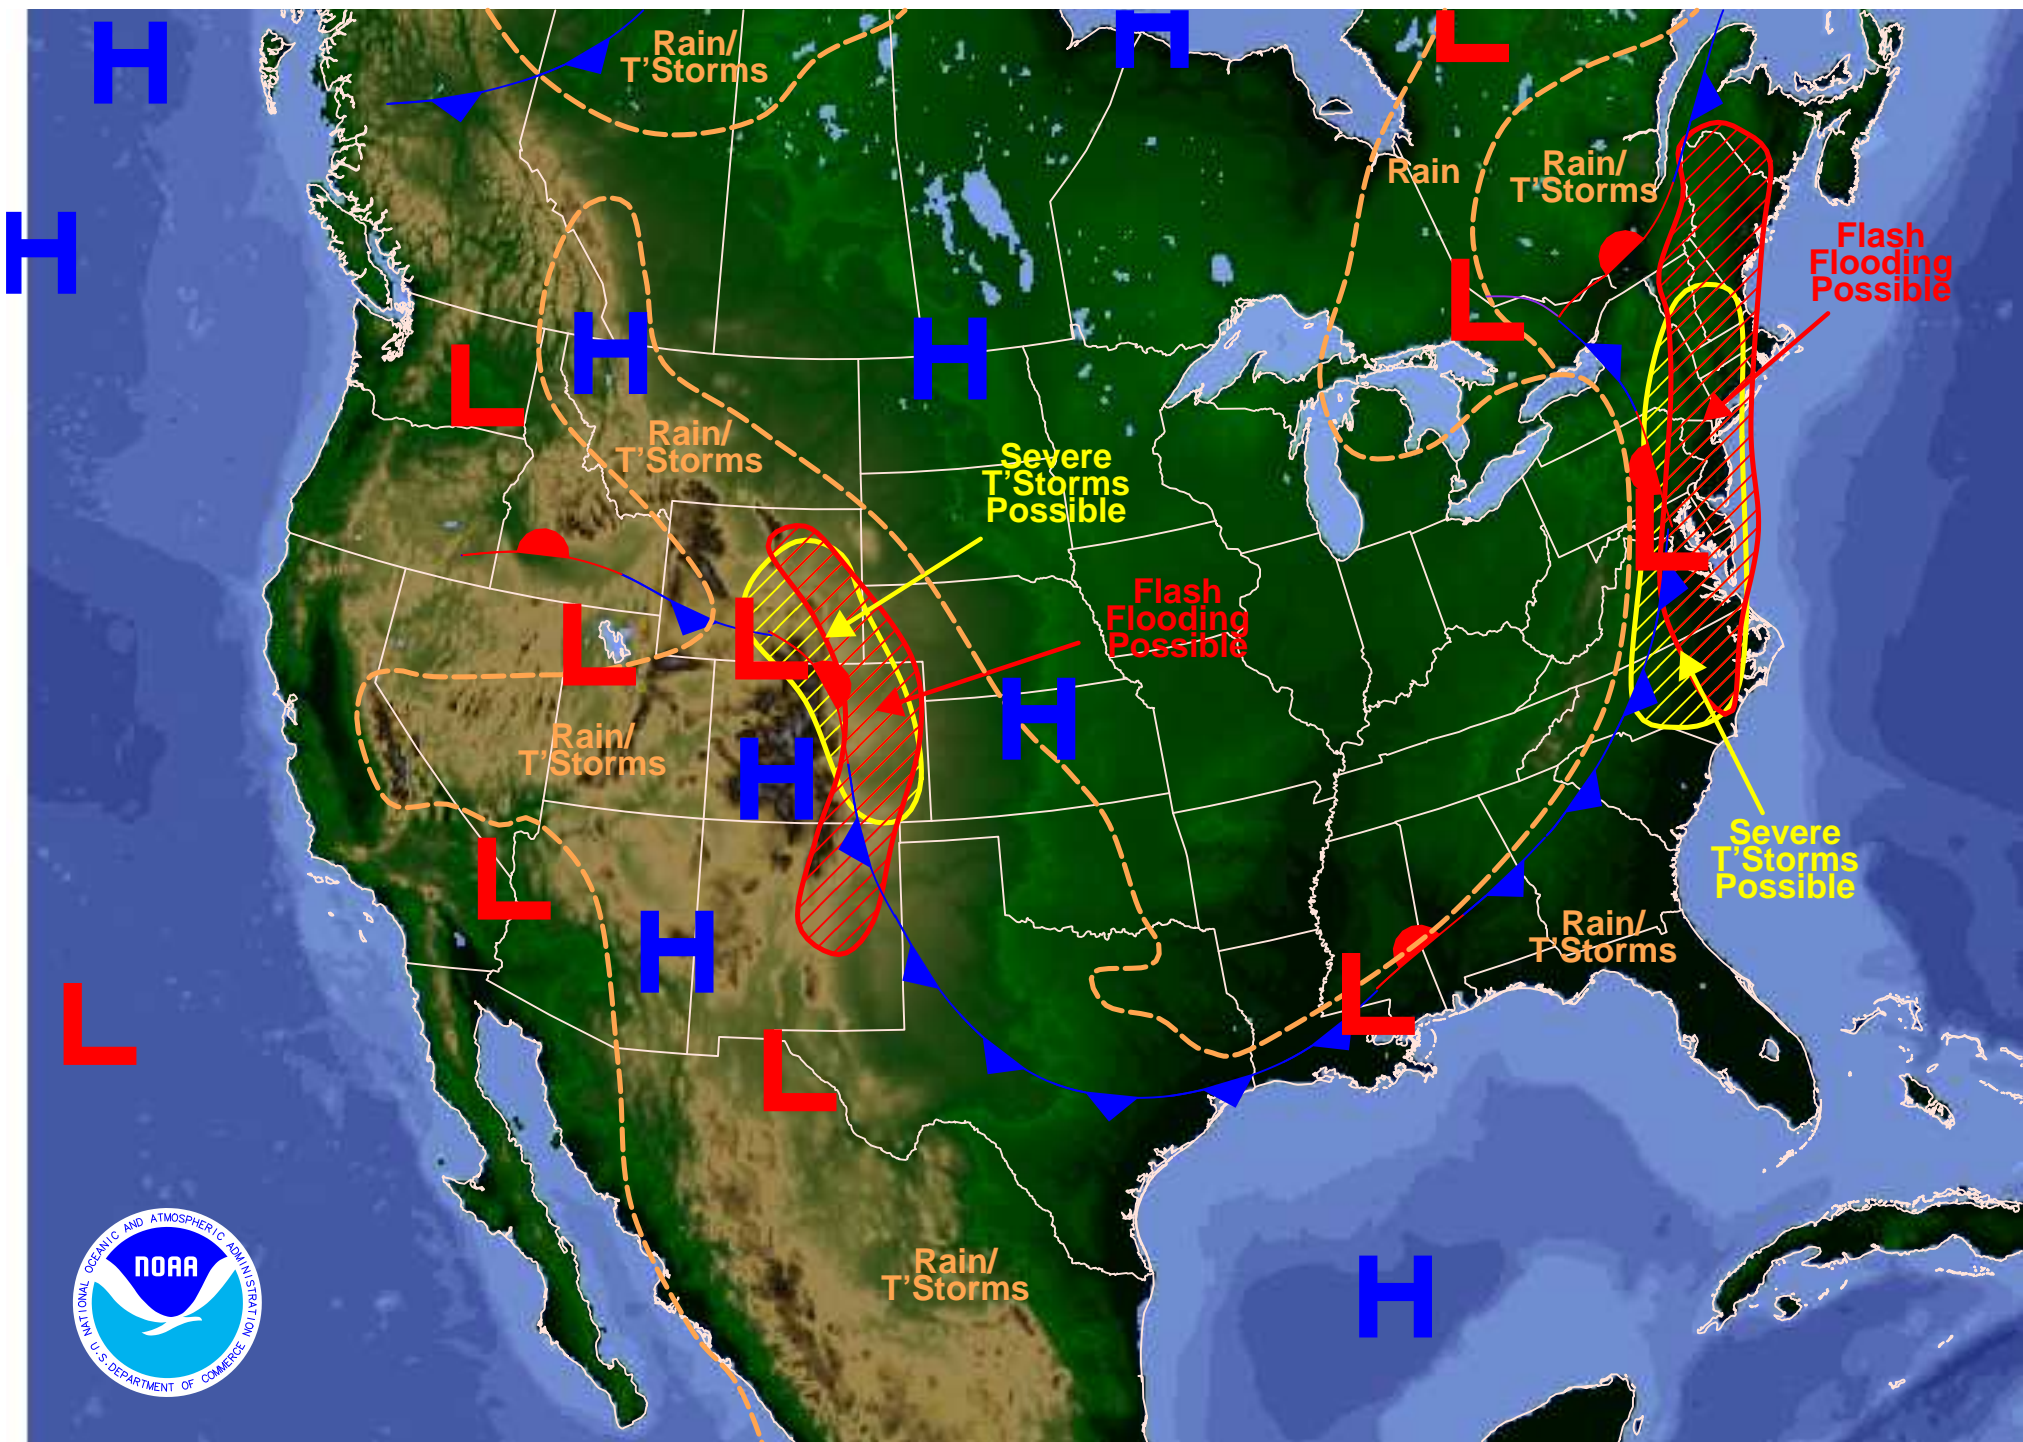 H
Rain/
T'Storms
H
L
Rain
Rain/
T'Storms
H
Flash
Flooding
Possible
L
H
H
L
Rain/
T'Storms
Severe
T'Storms
Possible
L
Flash
Flooding
Possible
L
L
H
Rain/
T'Storms
H
Severe
T'Storms
Possible
L
H
Rain/
T'Storms
L
L
L
Rain/
T'Storms
H
NATIONAL OCEANIC AND ATMOSPHERIC ADMINISTRATION
NOAA
U.S. DEPARTMENT OF COMMERCE